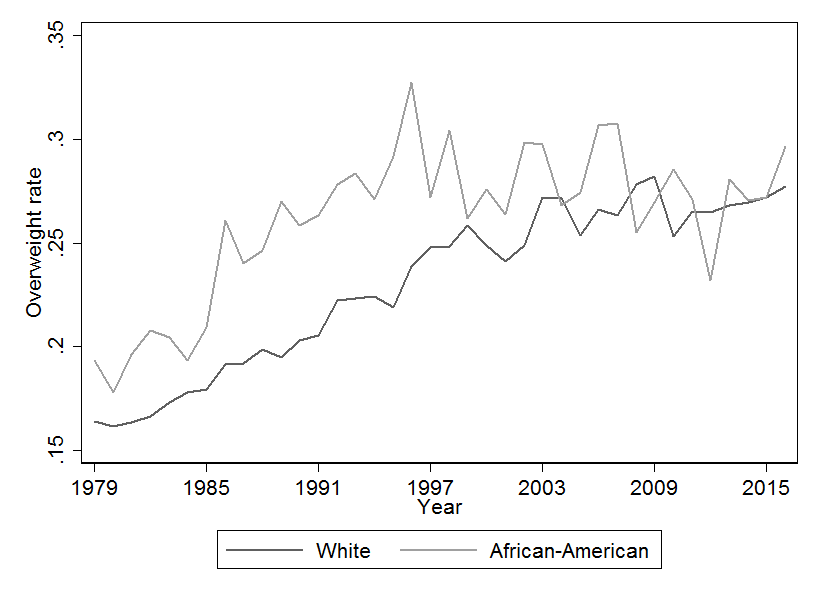 .35
.3
.25
.2
.15
Overweight rate
1979 1985 1991 1997 2003 2009 2015
Year
White African-American